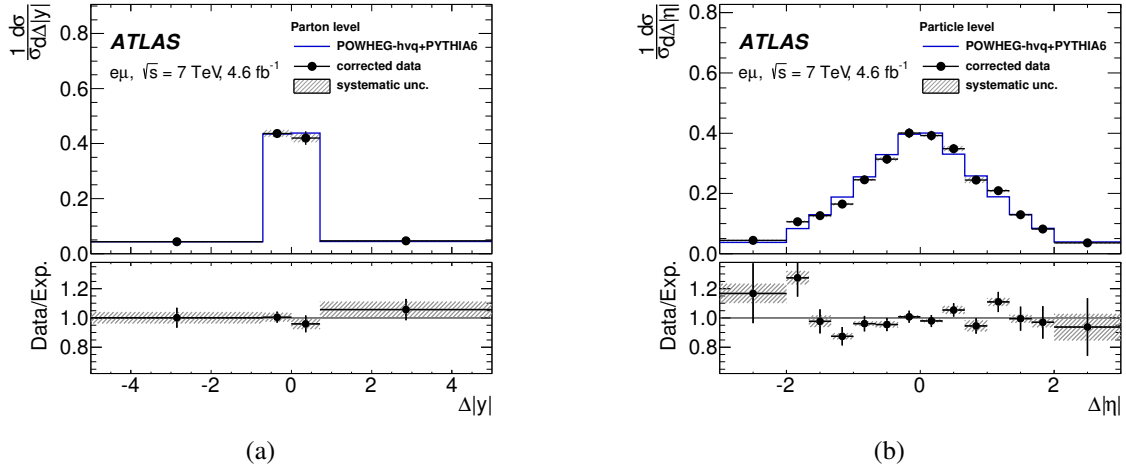 1 dσ
σ dΔ|y|
0.8
0.6
0.4
0.2
0.0
ATLAS
eμ, √s = 7 TeV, 4.6 fb⁻¹
Parton level
POWHEG-hvq+PYTHIA6
corrected data
systematic unc.
Data/Exp.
1.2
1.0
0.8
-4 -2 0 2 4
Δ|y|
(a)
1 dσ
σ dΔ|η|
0.8
0.6
0.4
0.2
0.0
ATLAS
eμ, √s = 7 TeV, 4.6 fb⁻¹
Particle level
POWHEG-hvq+PYTHIA6
corrected data
systematic unc.
Data/Exp.
1.2
1.0
0.8
-2 0 2
Δ|η|
(b)